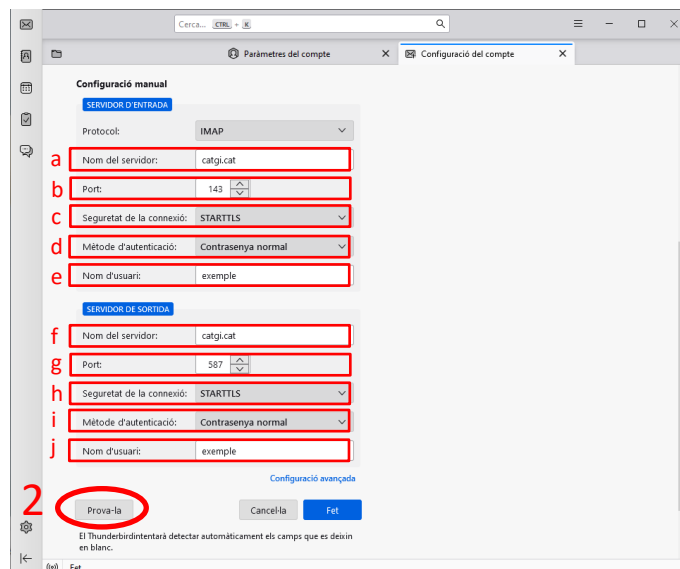 Cerca... CTRL + K
Paràmetres del compte
Configuració del compte
Configuració manual
SERVIDOR D'ENTRADA
Protocol: IMAP
a Nom del servidor: catgi.cat
b Port: 143
c Seguretat de la connexió: STARTTLS
d Mètode d'autenticació: Contrasenya normal
e Nom d'usuari: exemple
SERVIDOR DE SORTIDA
f Nom del servidor: catgi.cat
g Port: 587
h Seguretat de la connexió: STARTTLS
i Mètode d'autenticació: Contrasenya normal
j Nom d'usuari: exemple
Configuració avançada
2 Prova-la Cancel·la Fet
El Thunderbirdintentarà detectar automàticament els camps que es deixin
en blanc.
Fet